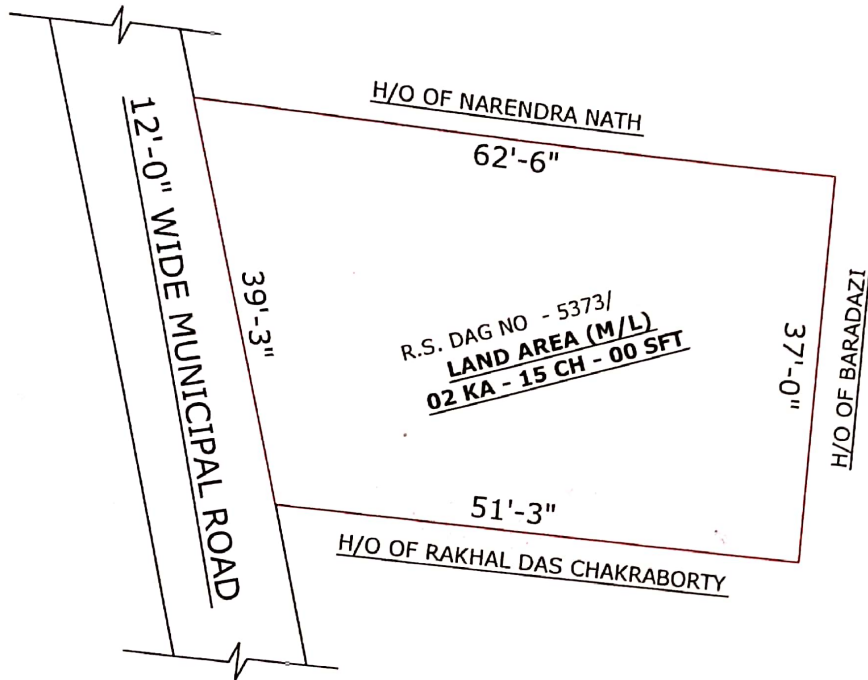 H/O OF NARENDRA NATH
62'-6"
12'-0" WIDE MUNICIPAL ROAD
39'-3"
R.S. DAG NO - 5373/
LAND AREA (M/L)
02 KA - 15 CH - 00 SFT
37'-0"
H/O OF BARADAZI
51'-3"
H/O OF RAKHAL DAS CHAKRABORTY